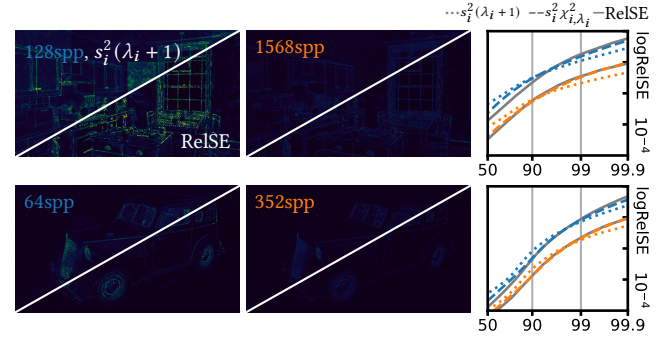 ···s_i^2(λ_i+1) --s_i^2χ^2_{i,λ_i} —RelSE
128spp, s_i^2(λ_i + 1)
RelSE
1568spp
logRelSE
10^{-4}
50 90 99 99.9
64spp
352spp
logRelSE
10^{-4}
50 90 99 99.9